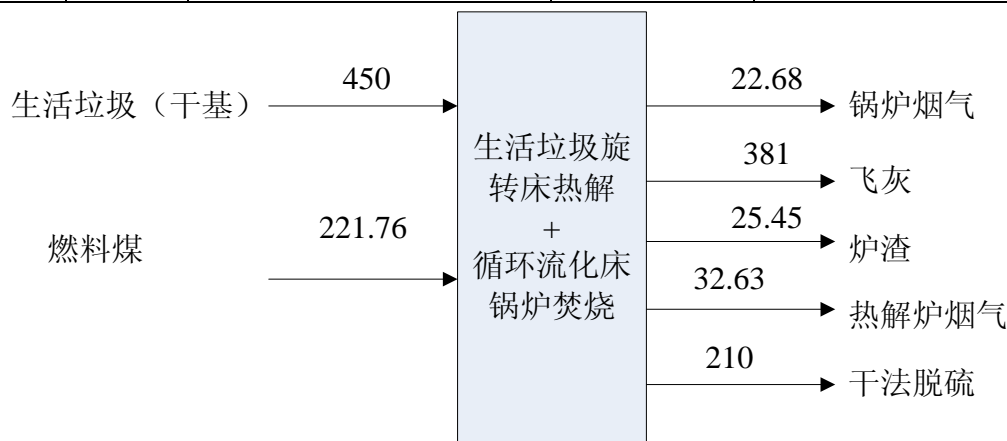 生活垃圾（干基）
450
燃料煤
221.76
生活垃圾旋
转床热解
+
循环流化床
锅炉焚烧
22.68
锅炉烟气
381
飞灰
25.45
炉渣
32.63
热解炉烟气
210
干法脱硫